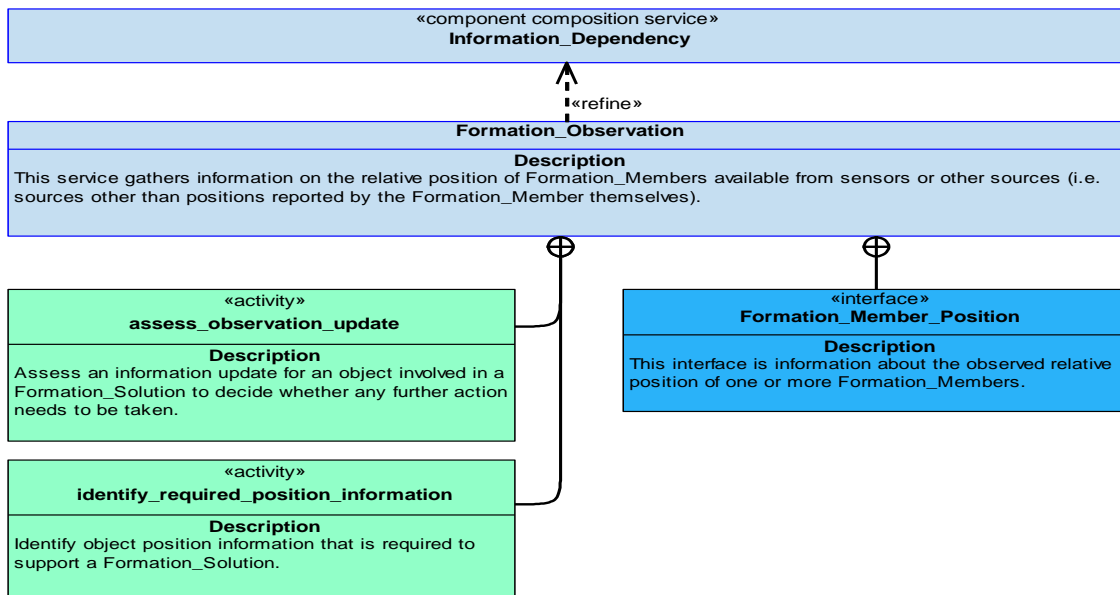 «component composition service»
Information_Dependency
«refine»
Formation_Observation
Description
This service gathers information on the relative position of Formation_Members available from sensors or other sources (i.e.
sources other than positions reported by the Formation_Member themselves).
«activity»
assess_observation_update
Description
Assess an information update for an object involved in a
Formation_Solution to decide whether any further action
needs to be taken.
«interface»
Formation_Member_Position
Description
This interface is information about the observed relative
position of one or more Formation_Members.
«activity»
identify_required_position_information
Description
Identify object position information that is required to
support a Formation_Solution.